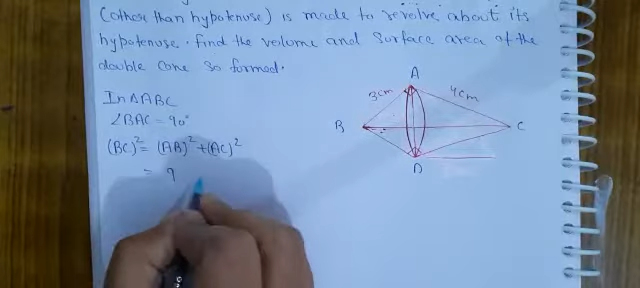 (other than hypotenuse) is made to revolve about its
hypotenuse. Find the volume and Surface area of the
double Cone So formed.
In ΔABC
∠BAC = 90°
(BC)² = (AB)² + (AC)²
= 9
A
3cm
4cm
B
C
D